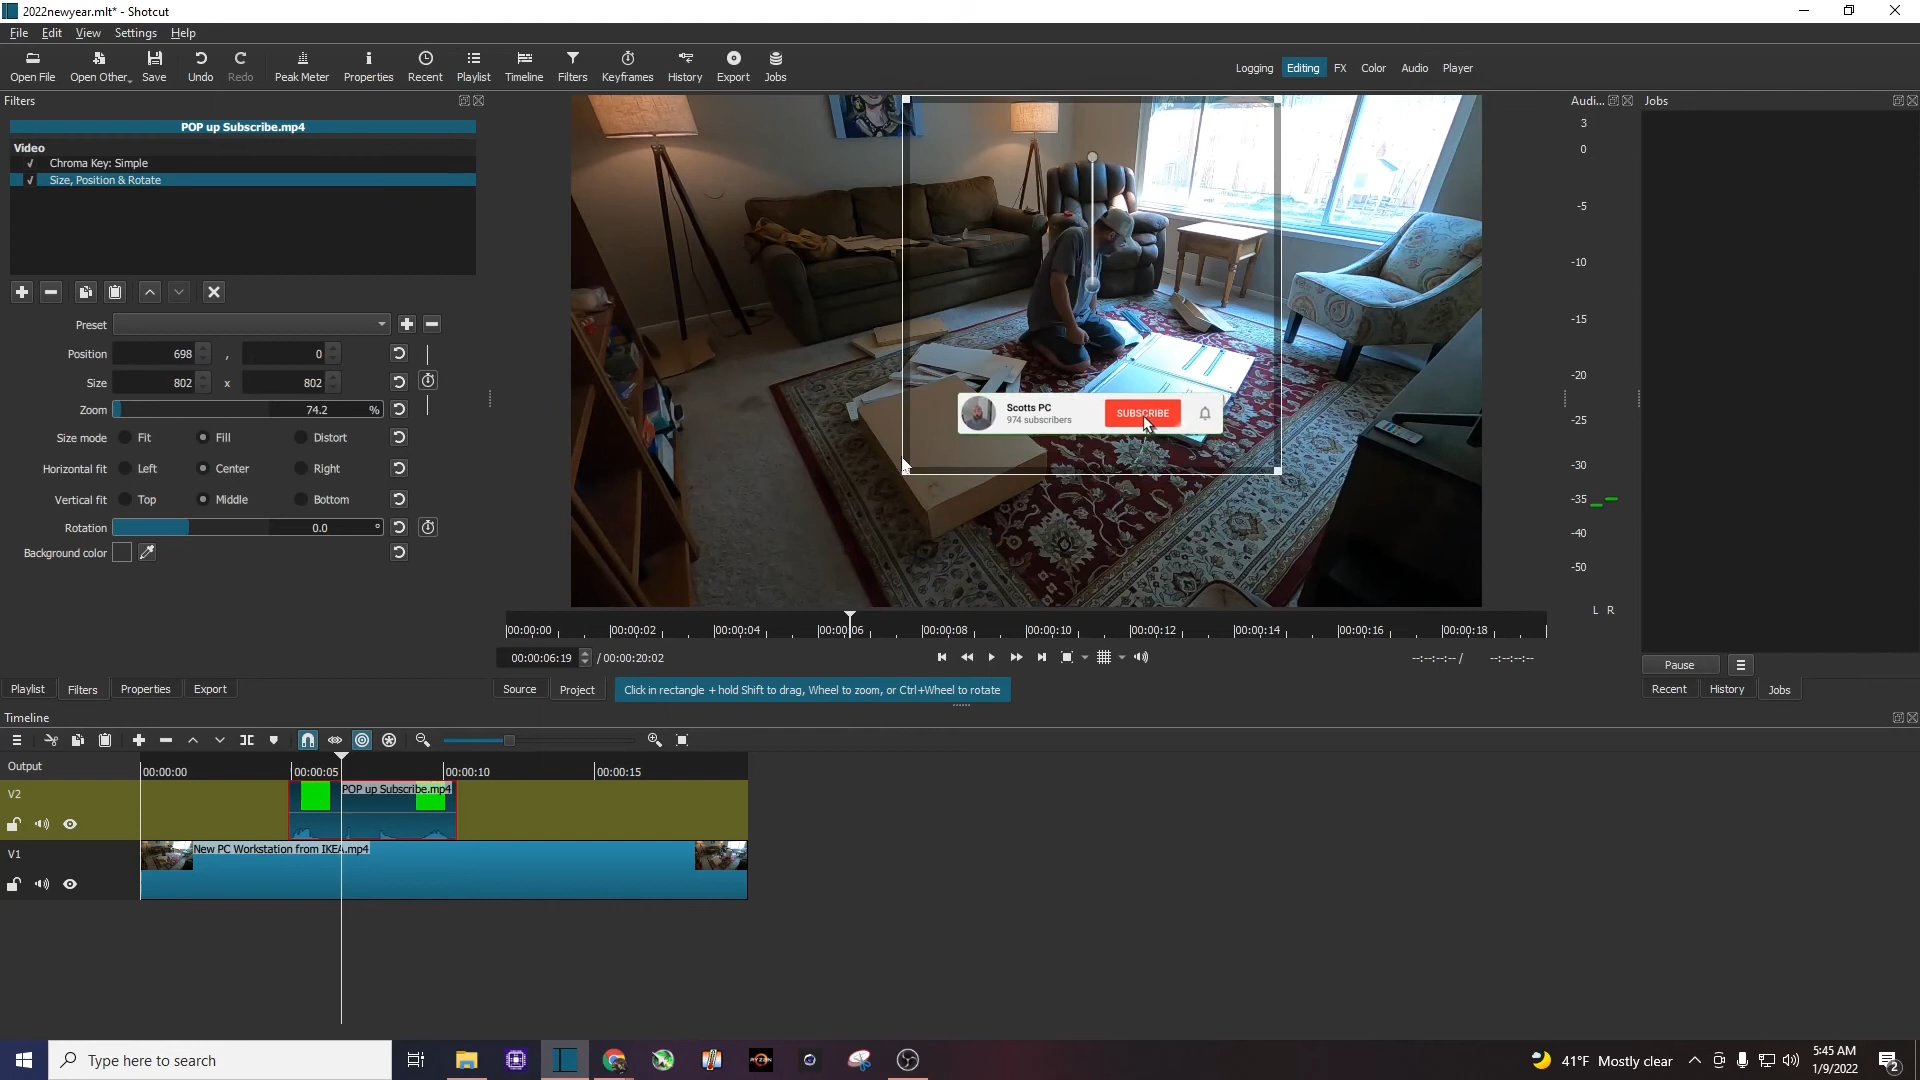 2022newyear.mlt* - Shotcut
File Edit View Settings Help
Open File Open Other.. Save Undo Redo Peak Meter Properties Recent Playlist Timeline Filters Keyframes History Export Jobs
Logging Editing FX Color Audio Player
Filters
Audi... Jobs
POP up Subscribe.mp4
Video
Chroma Key: Simple
Size, Position & Rotate
Preset
Position 698 , 0
Size 802 x 802
Zoom 74.2 %
Size mode Fit Fill Distort
Horizontal fit Left Center Right
Vertical fit Top Middle Bottom
Rotation 0.0 °
Background color
Scotts PC
974 subscribers
SUBSCRIBE
3
0
-5
-10
-15
-20
-25
-30
-35
-40
-50
L R
00:00:00 00:00:02 00:00:04 00:00:06 00:00:08 00:00:10 00:00:12 00:00:14 00:00:16 00:00:18
00:00:06:19 / 00:00:20:02
--:--:--:-- / --:--:--:--
Pause
Playlist Filters Properties Export
Source Project Click in rectangle + hold Shift to drag, Wheel to zoom, or Ctrl+Wheel to rotate
Recent History Jobs
Timeline
Output
00:00:00 00:00:05 00:00:10 00:00:15
V2
POP up Subscribe.mp4
V1
New PC Workstation from IKEA.mp4
Type here to search
RYZEN
41°F Mostly clear
5:45 AM
1/9/2022
2